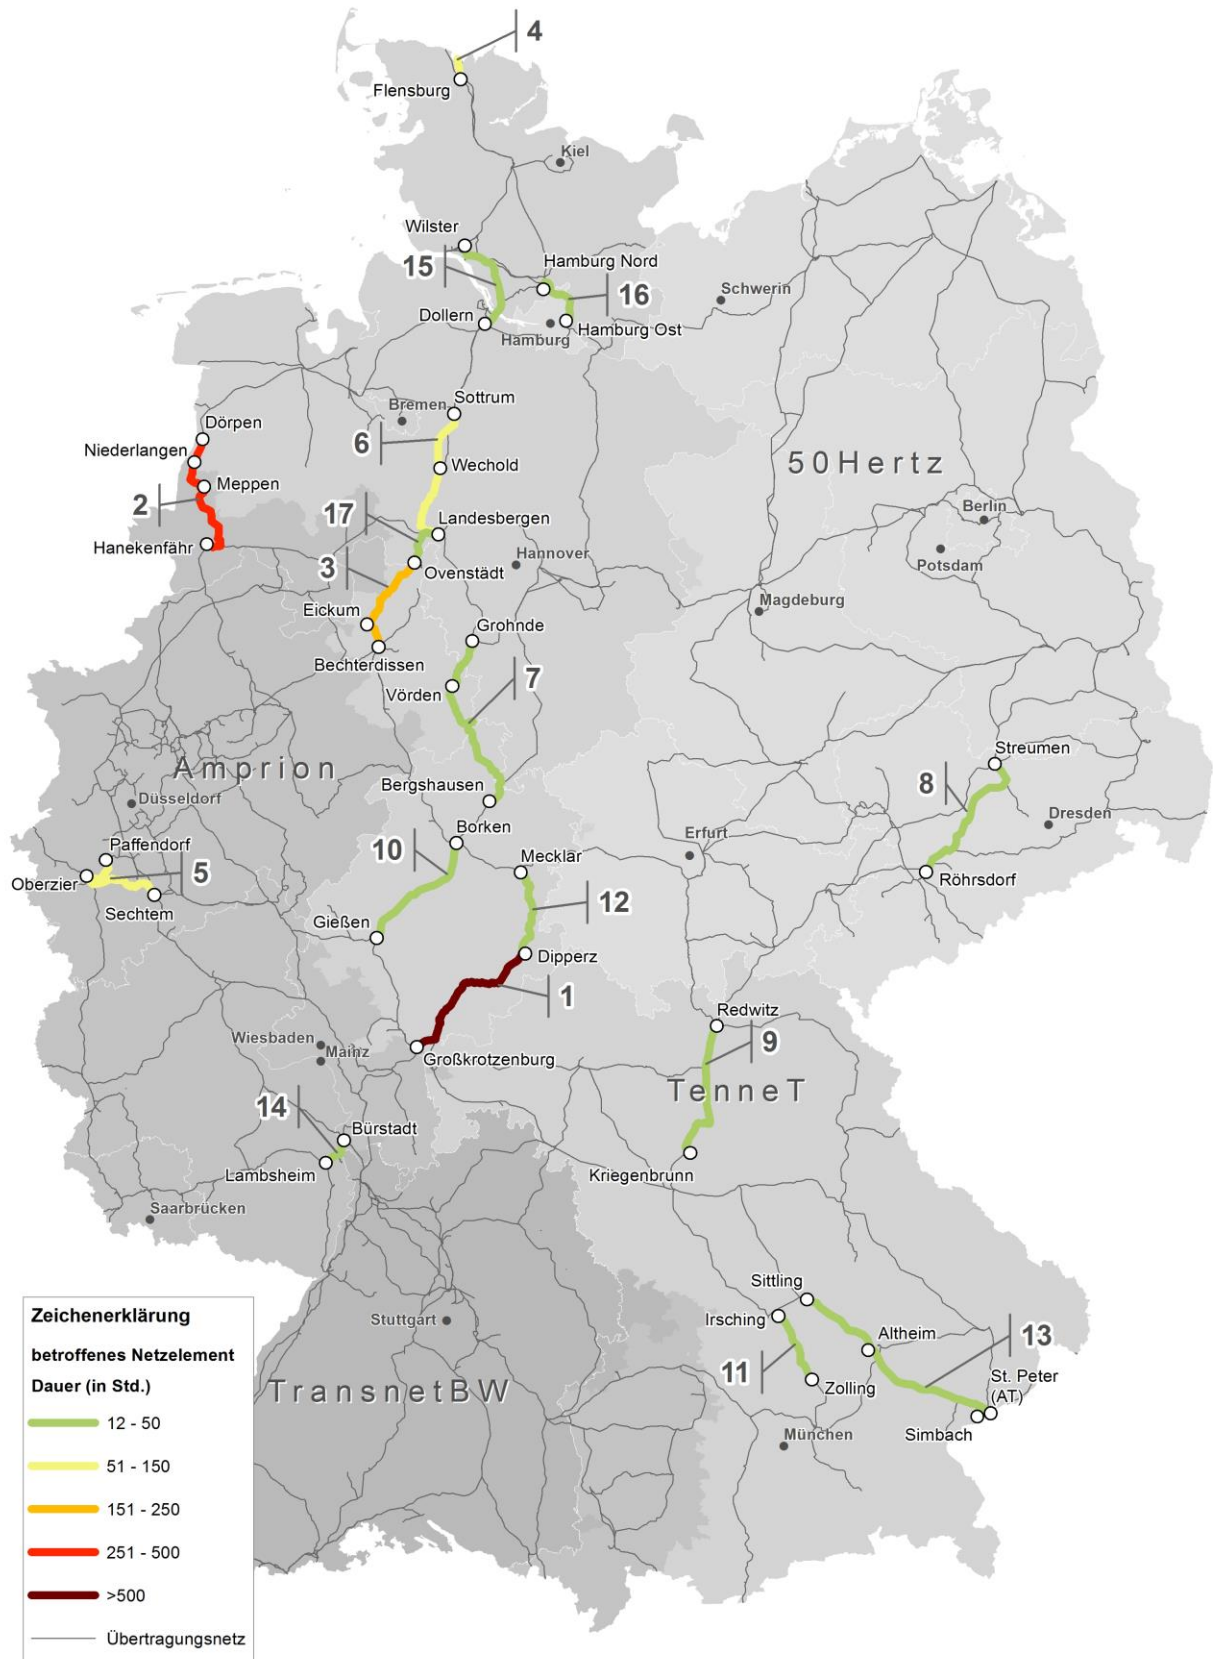 4
Flensburg
Kiel
Wilster
15
Hamburg Nord
16
Schwerin
Dollern
Hamburg
Hamburg Ost
Sottrum
Bremen
Dörpen
6
Niederlangen
Wechold
50Hertz
Meppen
2
17
Landesbergen
Berlin
Hanekenfähr
Hannover
3
Ovenstädt
Potsdam
Magdeburg
Eickum
Grohnde
Bechterdissen
7
Vörden
Streumen
Amprion
8
Bergshausen
Düsseldorf
Dresden
Borken
Erfurt
Paffendorf
10
Mecklar
5
Oberzier
Röhrsdorf
Sechtem
12
Gießen
Dipperz
1
Redwitz
Wiesbaden
9
Mainz
Großkrotzenburg
TenneT
14
Bürstadt
Lambsheim
Kriegenbrunn
Saarbrücken
Sittling
Irsching
Stuttgart
Altheim
13
11
St. Peter
(AT)
Zolling
TransnetBW
Simbach
München
Zeichenerklärung
betroffenes Netzelement
Dauer (in Std.)
12 - 50
51 - 150
151 - 250
251 - 500
>500
Übertragungsnetz